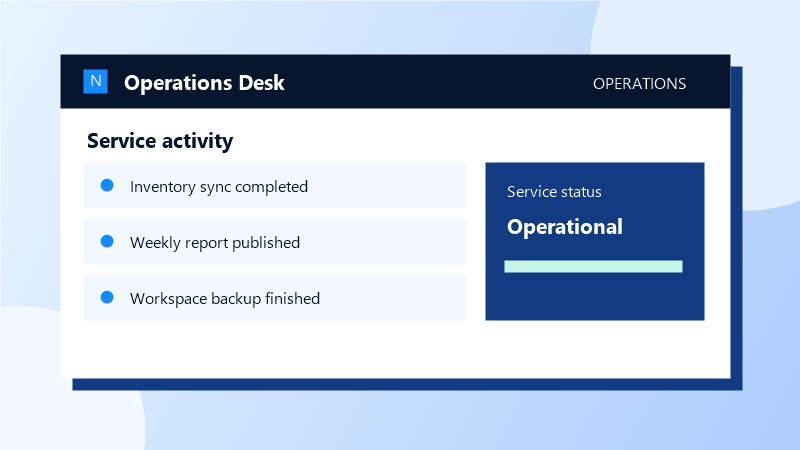 N
Operations Desk
OPERATIONS
Service activity
Inventory sync completed
Weekly report published
Workspace backup finished
Service status
Operational